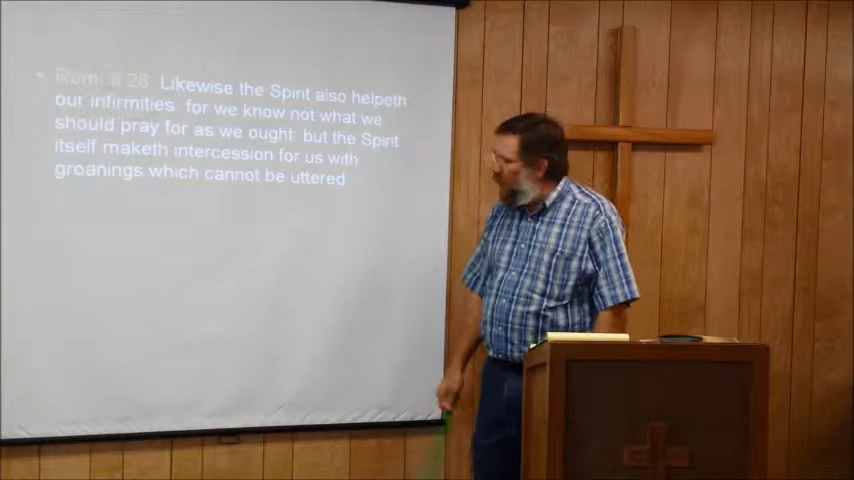 Rom. 8:26 Likewise the Spirit also helpeth
our infirmities for we know not what we
should pray for as we ought but the Spirit
itself maketh intercession for us with
groanings which cannot be uttered